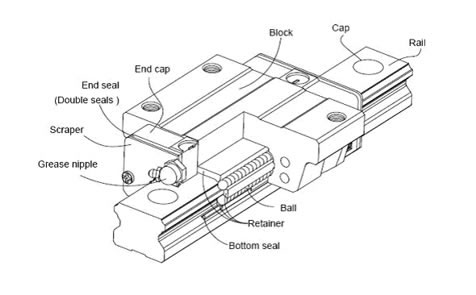 Cap
Block
Rail
End cap
End seal
(Double seals )
Scraper
Grease nipple
Ball
Retainer
Bottom seal